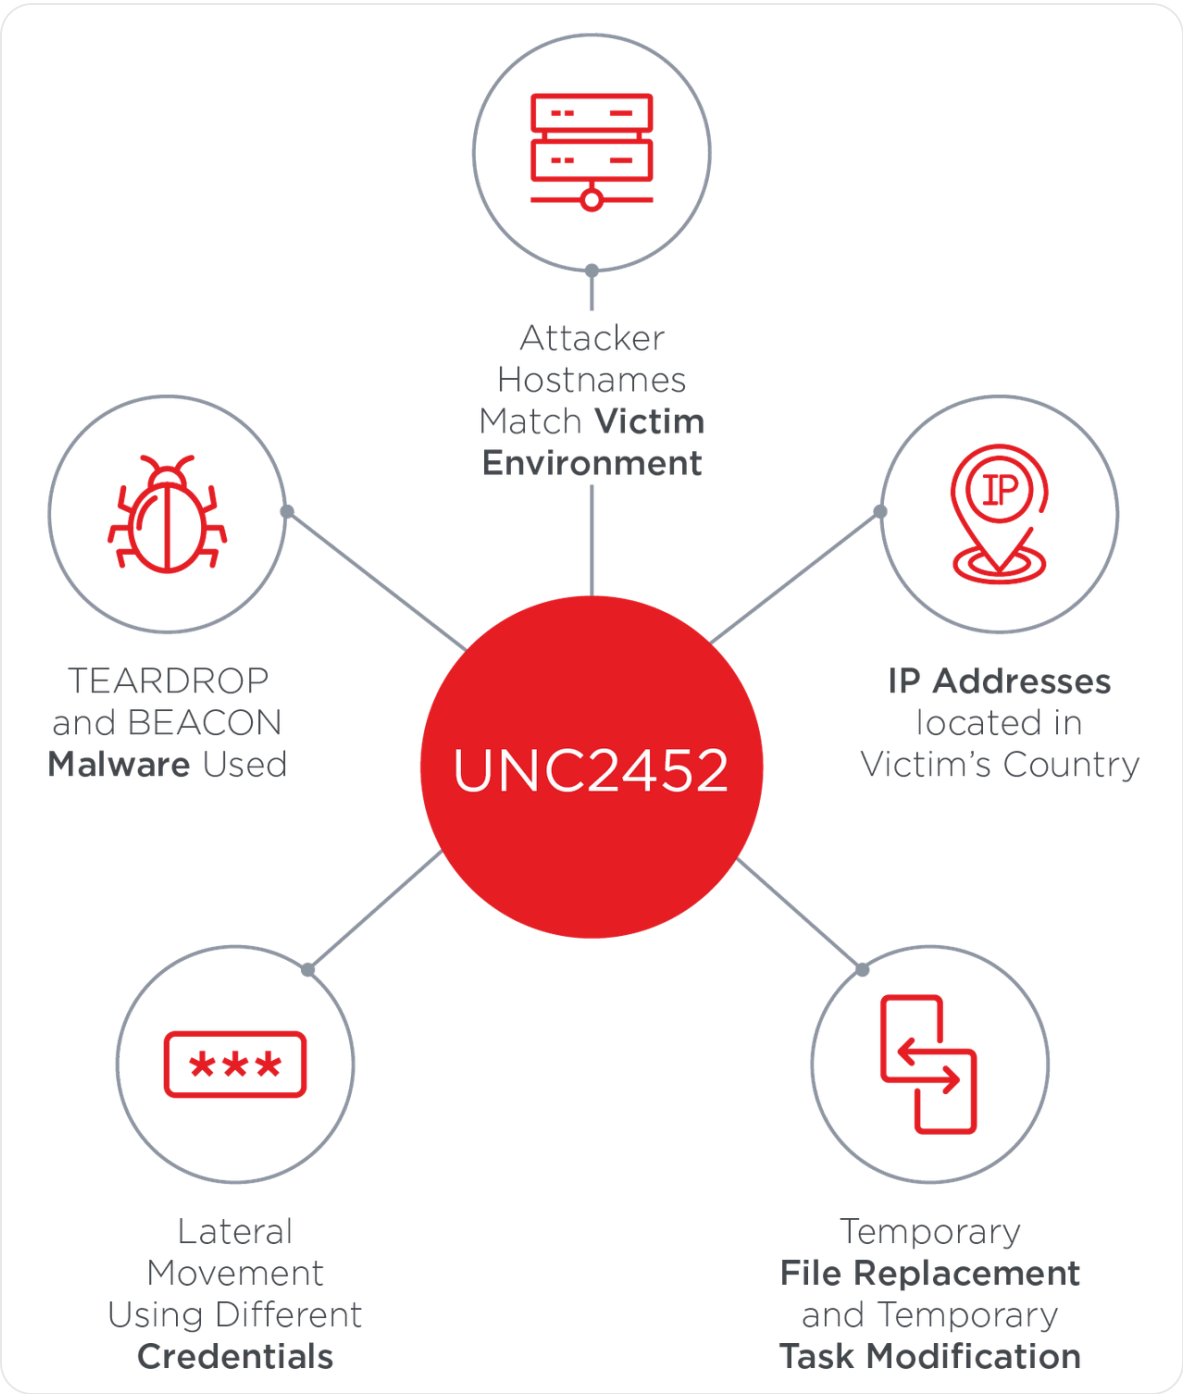 Attacker
Hostnames
Match Victim
Environment
IP
IP Addresses
located in
Victim's Country
TEARDROP
and BEACON
Malware Used
UNC2452
***
Lateral
Movement
Using Different
Credentials
Temporary
File Replacement
and Temporary
Task Modification